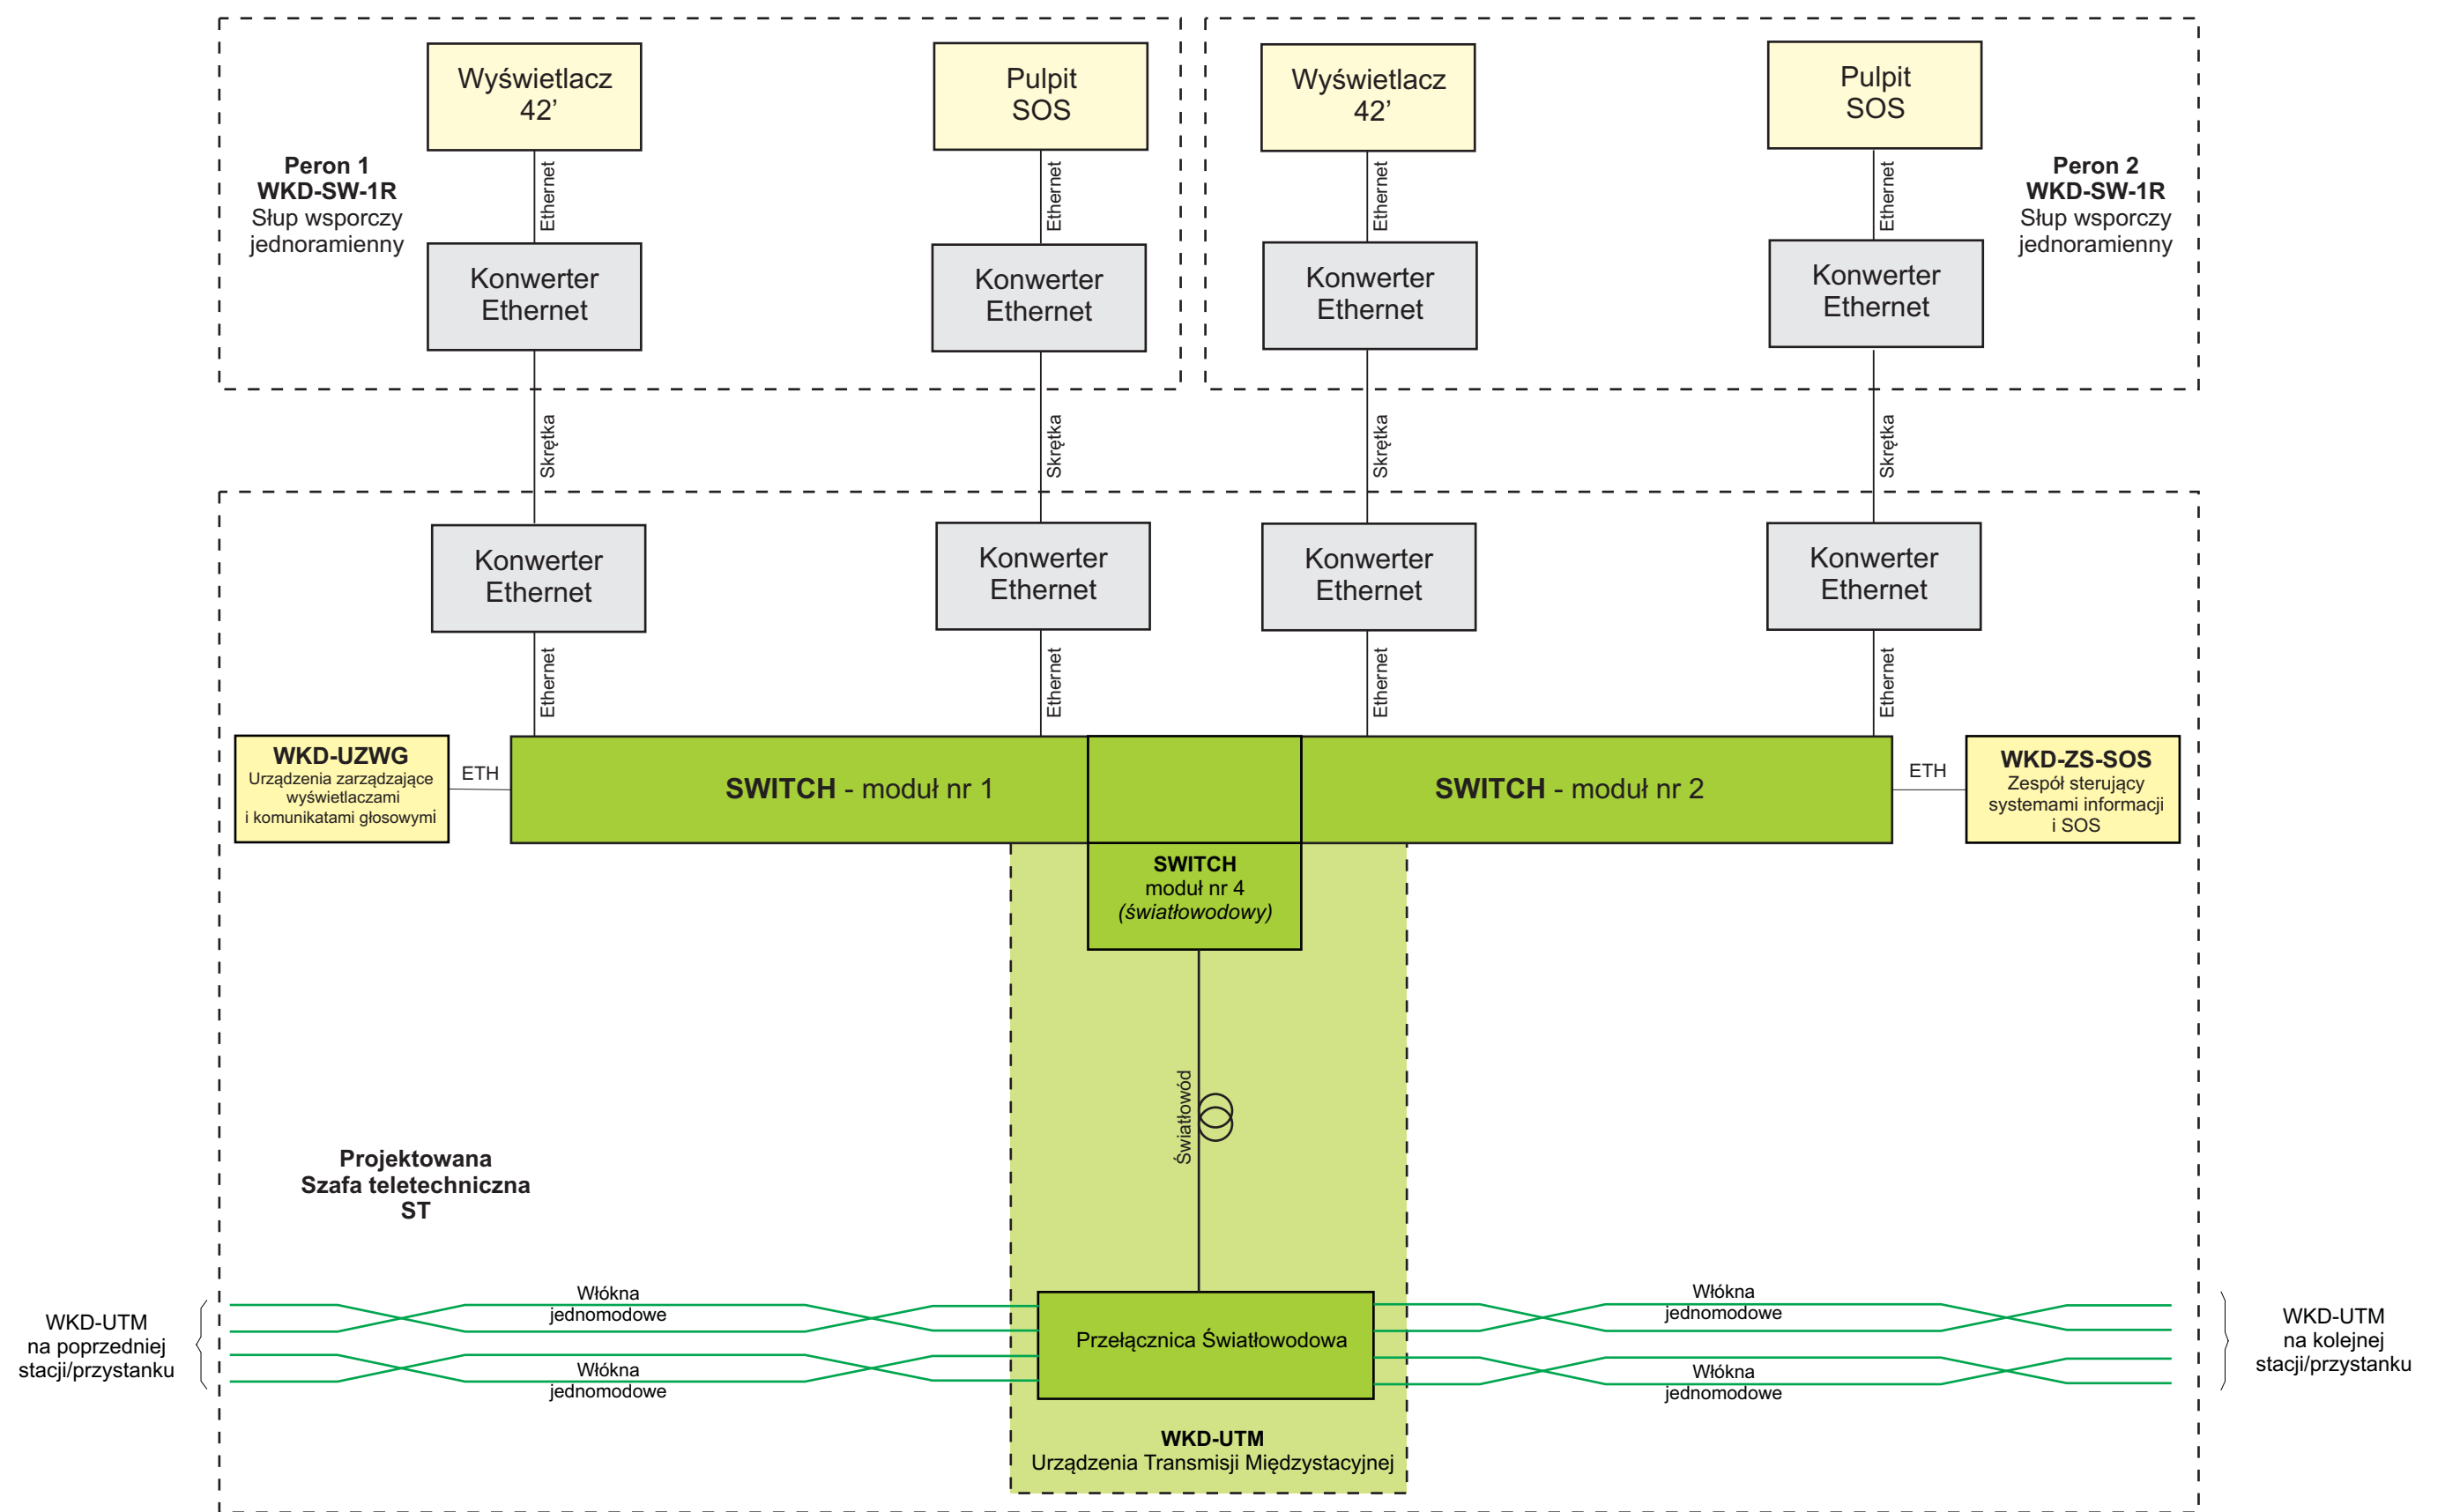 Wyświetlacz
42’
Pulpit
SOS
Wyświetlacz
42’
Pulpit
SOS
Peron 1
WKD-SW-1R
Słup wsporczy
jednoramienny
Ethernet
Ethernet
Ethernet
Ethernet
Peron 2
WKD-SW-1R
Słup wsporczy
jednoramienny
Konwerter
Ethernet
Konwerter
Ethernet
Konwerter
Ethernet
Konwerter
Ethernet
Skrętka
Skrętka
Skrętka
Skrętka
Konwerter
Ethernet
Konwerter
Ethernet
Konwerter
Ethernet
Konwerter
Ethernet
Ethernet
Ethernet
Ethernet
Ethernet
WKD-UZWG
Urządzenia zarządzające
wyświetlaczami
i komunikatami głosowymi
ETH
SWITCH - moduł nr 1
SWITCH - moduł nr 2
ETH
WKD-ZS-SOS
Zespół sterujący
systemami informacji
i SOS
SWITCH
moduł nr 4
(światłowodowy)
Światłowód
Projektowana
Szafa teletechniczna
ST
WKD-UTM
na poprzedniej
stacji/przystanku
Włókna
jednomodowe
Włókna
jednomodowe
Przełącznica Światłowodowa
Włókna
jednomodowe
Włókna
jednomodowe
WKD-UTM
na kolejnej
stacji/przystanku
WKD-UTM
Urządzenia Transmisji Międzystacyjnej